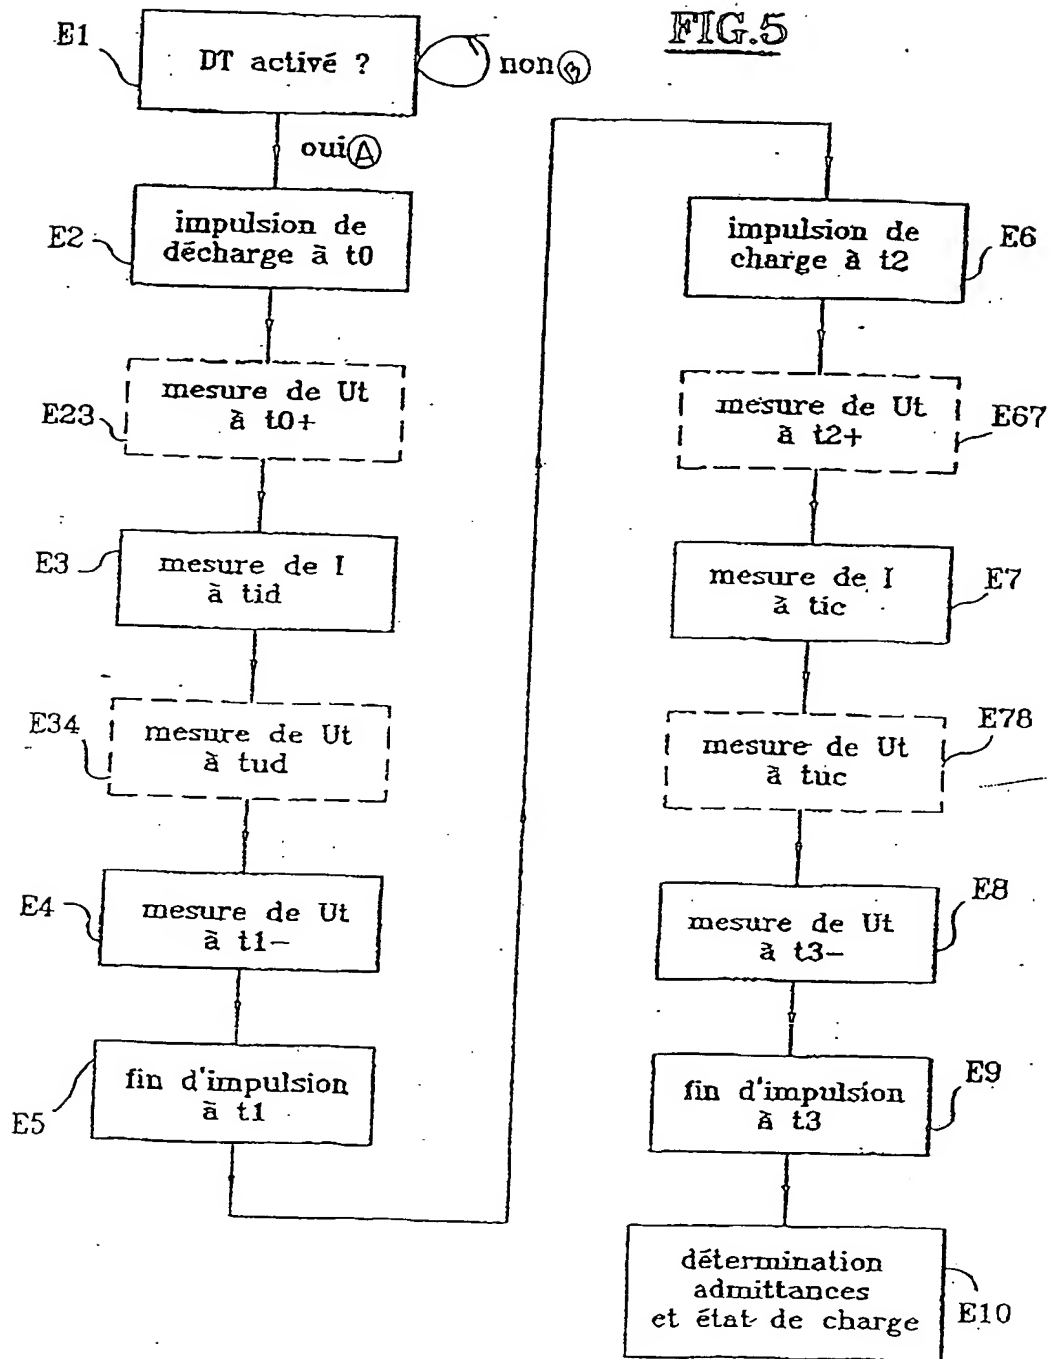 FIG.5
E1
DT activé ?
non B
oui A
E2
impulsion de
décharge à t0
E23
mesure de Ut
à t0+
E3
mesure de I
à tid
E34
mesure de Ut
à tud
E4
mesure de Ut
à t1-
E5
fin d'impulsion
à t1
impulsion de
charge à t2
E6
mesure de Ut
à t2+
E67
mesure de I
à tic
E7
mesure de Ut
à tuc
E78
mesure de Ut
à t3-
E8
fin d'impulsion
à t3
E9
détermination
admittances
et état de charge
E10